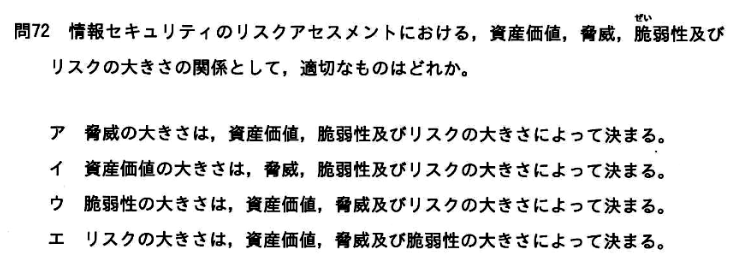 問72 情報セキュリティのリスクアセスメントにおける，資産価値，脅威，脆弱性及び
ぜい
リスクの大きさの関係として，適切なものはどれか。
ア 脅威の大きさは，資産価値，脆弱性及びリスクの大きさによって決まる。
イ 資産価値の大きさは，脅威，脆弱性及びリスクの大きさによって決まる。
ウ 脆弱性の大きさは，資産価値，脅威及びリスクの大きさによって決まる。
エ リスクの大きさは，資産価値，脅威及び脆弱性の大きさによって決まる。